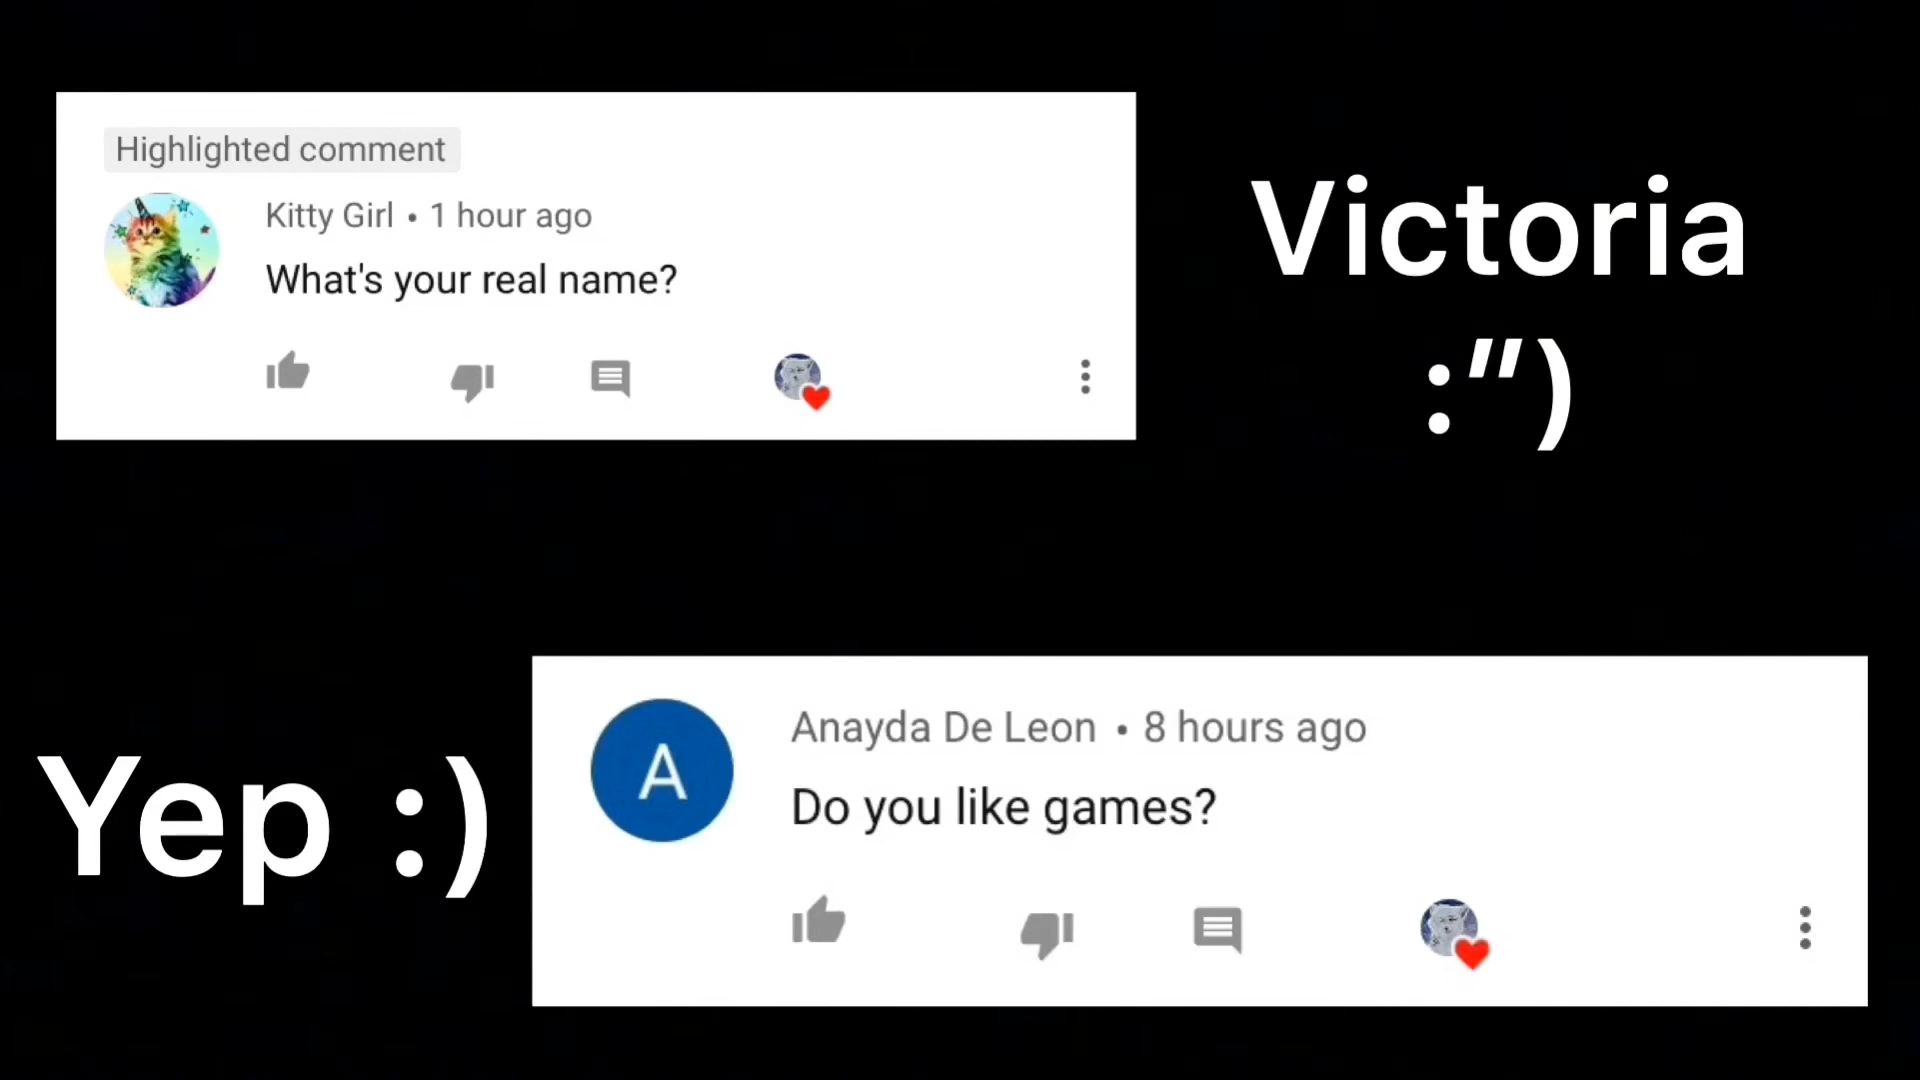 Highlighted comment
Kitty Girl • 1 hour ago
What's your real name?
Victoria
:")
Yep :)
A
Anayda De Leon • 8 hours ago
Do you like games?